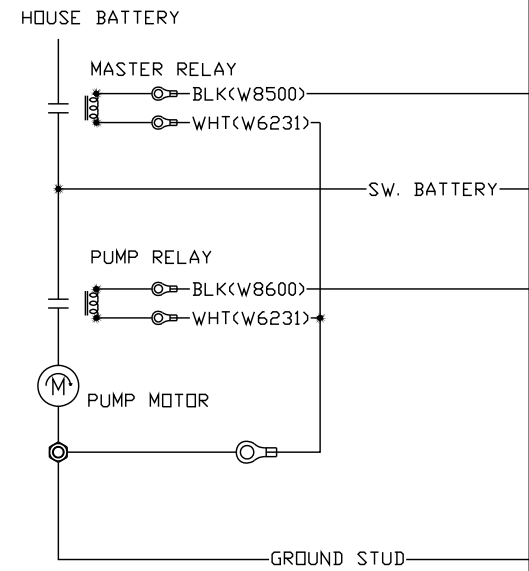 HOUSE BATTERY
MASTER RELAY
BLK(W8500)
WHT(W6231)
SW. BATTERY
PUMP RELAY
BLK(W8600)
WHT(W6231)
M
PUMP MOTOR
GROUND STUD